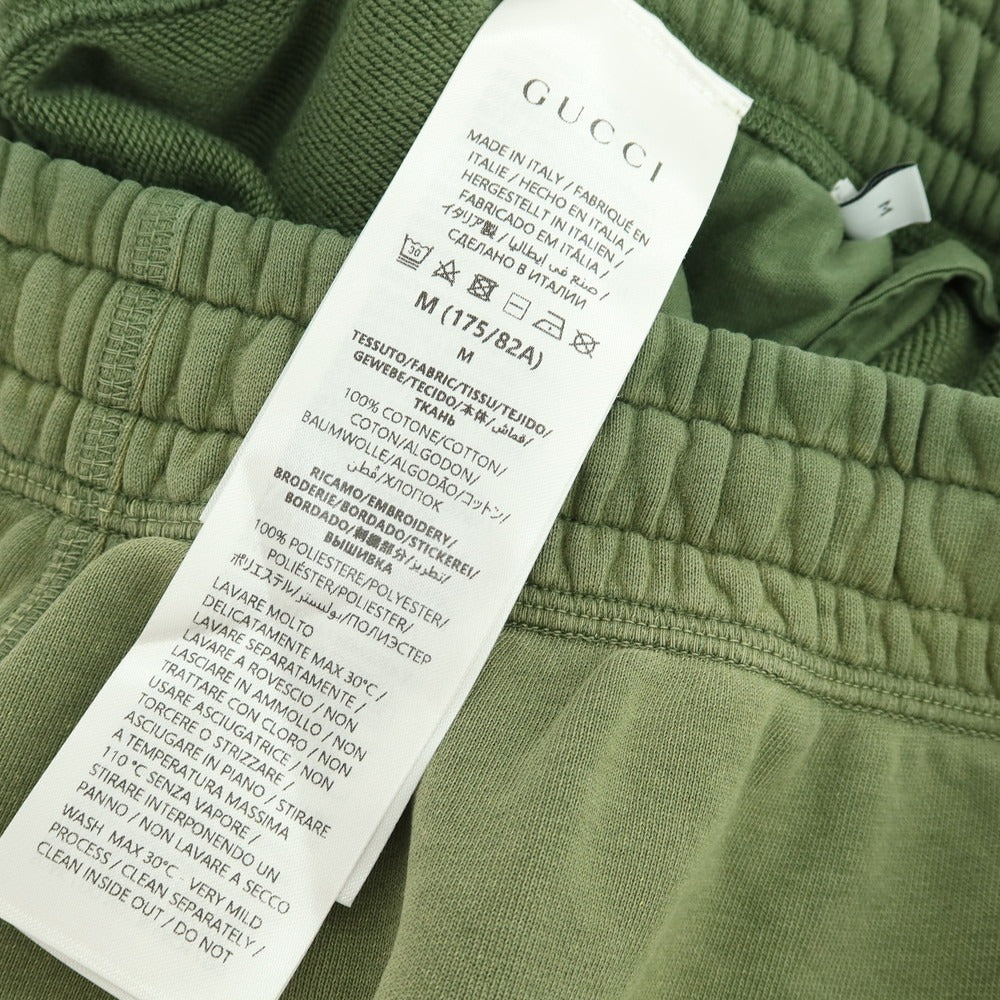 GUCCI
MADE IN ITALY / FABRIQUÉ EN
ITALIE / HECHO EN ITALIA /
HERGESTELLT IN ITALIEN /
FABRICADO EM ITÁLIA /
イタリア製 / صنع في إيطاليا /
СДЕЛАНО В ИТАЛИИ
30
M (175/82A)
M
TESSUTO/FABRIC/TISSU/TEJIDO/
GEWEBE/TECIDO/本体/قماش/
ТКАНЬ
100% COTONE/COTTON/
COTON/ALGODON/
BAUMWOLLE/ALGODÃO/コットン/
قطن/ХЛОПОК
RICAMO/EMBROIDERY/
BRODERIE/BORDADO/STICKEREI/
BORDADO/刺繍部分/تطريز/
ВЫШИВКА
100% POLIESTERE/POLYESTER/
POLIÉSTER/POLIESTER/
ポリエステル/بوليستر/ПОЛИЭСТЕР
LAVARE MOLTO
DELICATAMENTE MAX 30°C /
LAVARE SEPARATAMENTE /
LAVARE A ROVESCIO / NON
LASCIARE IN AMMOLLO / NON
TRATTARE CON CLORO / NON
USARE ASCIUGATRICE / NON
TORCERE O STRIZZARE /
ASCIUGARE IN PIANO / STIRARE
A TEMPERATURA MASSIMA
110°C SENZA VAPORE /
STIRARE INTERPONENDO UN
PANNO / NON LAVARE A SECCO
WASH MAX 30°C - VERY MILD
PROCESS / CLEAN SEPARATELY /
CLEAN INSIDE OUT / DO NOT
M